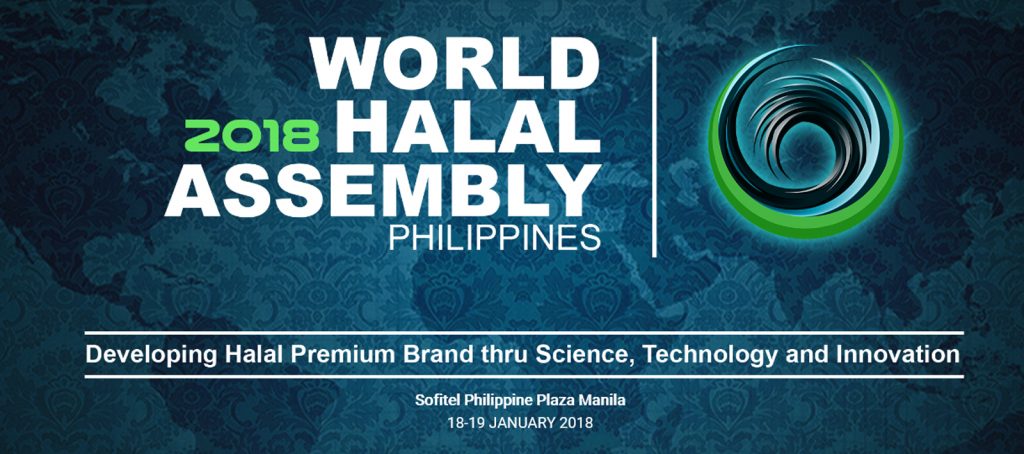 WORLD
2018 HALAL
ASSEMBLY
PHILIPPINES
Developing Halal Premium Brand thru Science, Technology and Innovation
Sofitel Philippine Plaza Manila
18-19 JANUARY 2018